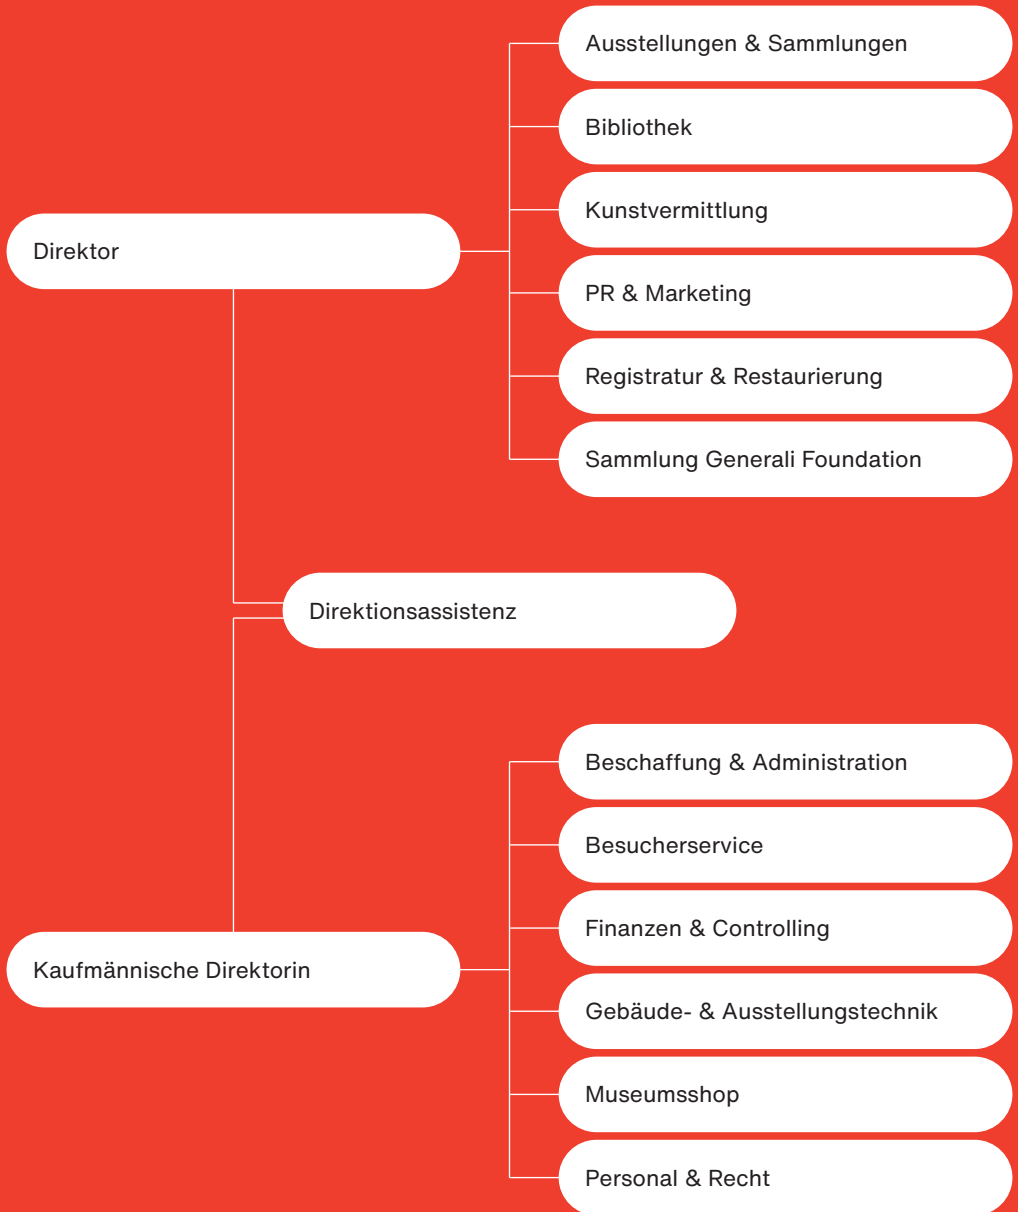 Direktor
Ausstellungen & Sammlungen
Bibliothek
Kunstvermittlung
PR & Marketing
Registratur & Restaurierung
Sammlung Generali Foundation
Direktionsassistenz
Kaufmännische Direktorin
Beschaffung & Administration
Besucherservice
Finanzen & Controlling
Gebäude- & Ausstellungstechnik
Museumsshop
Personal & Recht